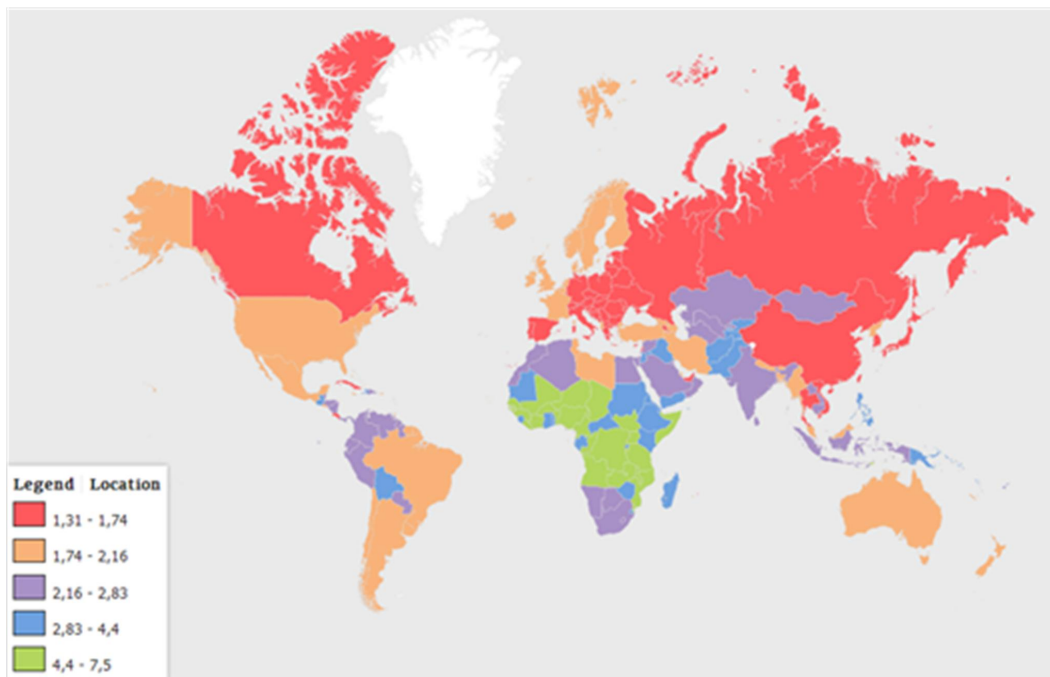 Legend Location
1,31 - 1,74
1,74 - 2,16
2,16 - 2,83
2,83 - 4,4
4,4 - 7,5